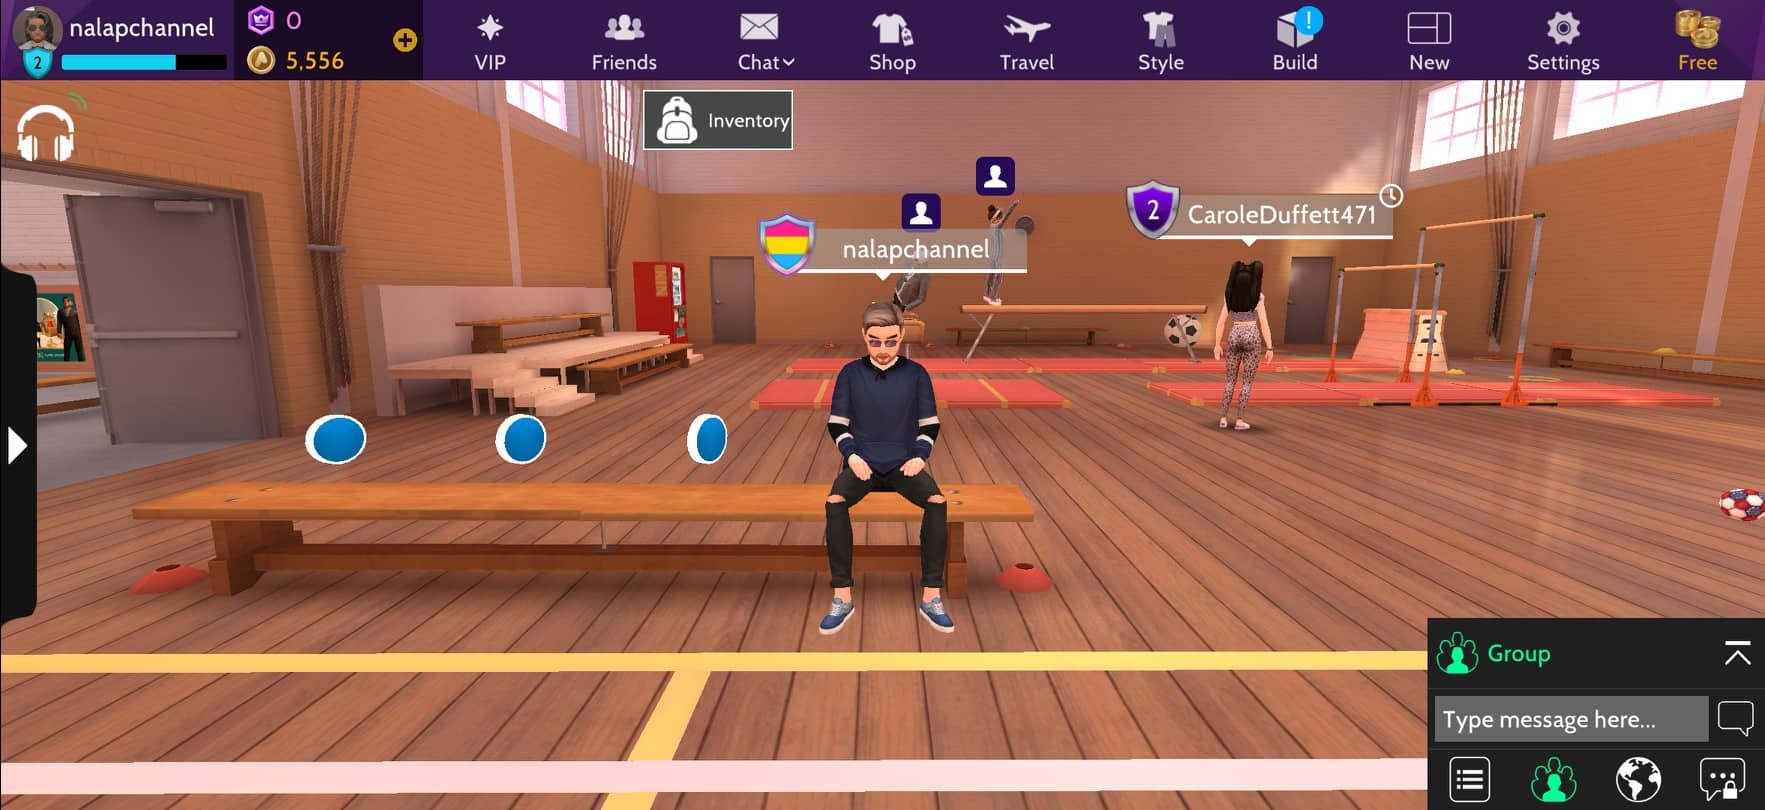 nalapchannel
2
0
5,556
VIP
Friends
Chat
Shop
Travel
Style
Build
New
Settings
Free
Inventory
nalapchannel
2
CaroleDuffett471
Group
Type message here...